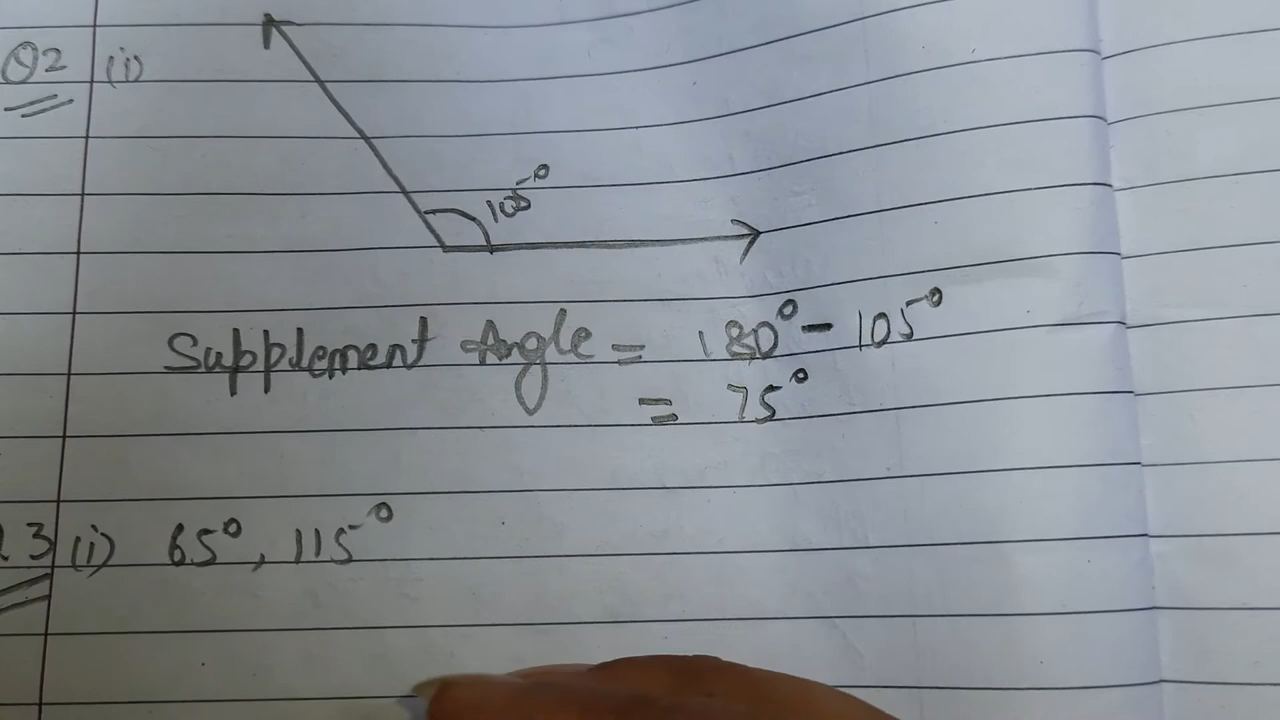 Q2 (i)
105°
Supplement Angle = 180° - 105°
= 75°
3 (i) 65°, 115°